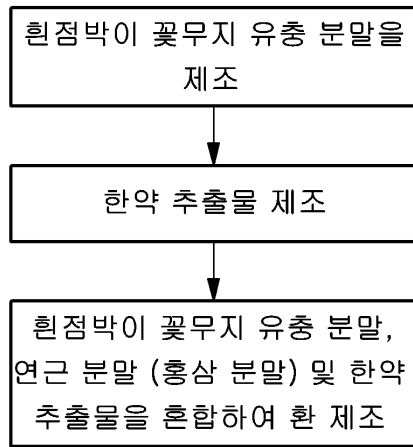 흰점박이 꽃무지 유충 분말을
제조
한약 추출물 제조
흰점박이 꽃무지 유충 분말,
연근 분말 (홍삼 분말) 및 한약
추출물을 혼합하여 환 제조